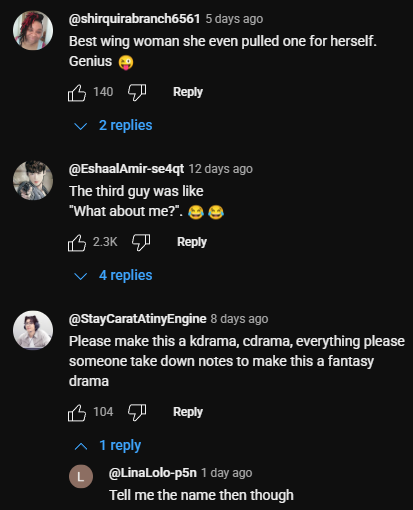 @shirquirabranch6561 5 days ago
Best wing woman she even pulled one for herself.
Genius 😜
140 Reply
2 replies
@EshaalAmir-se4qt 12 days ago
The third guy was like
"What about me?". 😂 😂
2.3K Reply
4 replies
@StayCaratAtinyEngine 8 days ago
Please make this a kdrama, cdrama, everything please
someone take down notes to make this a fantasy
drama
104 Reply
1 reply
L @LinaLolo-p5n 1 day ago
Tell me the name then though